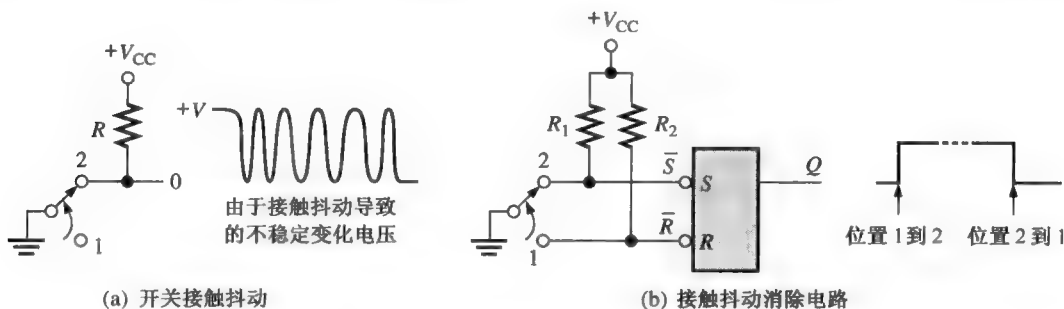 +V_CC
R
2
0
1
+V
由于接触抖动导致
的不稳定变化电压
(a) 开关接触抖动
+V_CC
R₁
R₂
2
1
S̅
S
R̅
R
Q
位置 1 到 2
位置 2 到 1
(b) 接触抖动消除电路